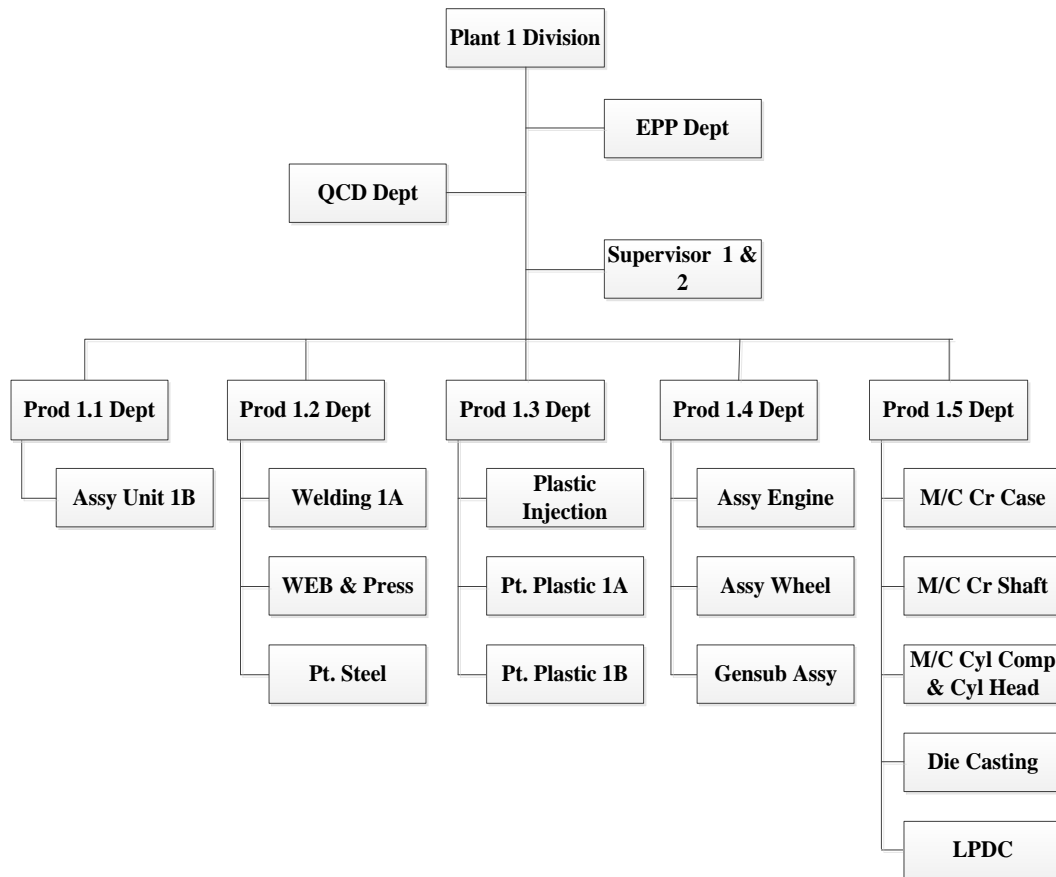 Plant 1 Division
EPP Dept
QCD Dept
Supervisor 1 &
2
Prod 1.1 Dept
Prod 1.2 Dept
Prod 1.3 Dept
Prod 1.4 Dept
Prod 1.5 Dept
Assy Unit 1B
Welding 1A
Plastic
Injection
Assy Engine
M/C Cr Case
WEB & Press
Pt. Plastic 1A
Assy Wheel
M/C Cr Shaft
Pt. Steel
Pt. Plastic 1B
Gensub Assy
M/C Cyl Comp
& Cyl Head
Die Casting
LPDC